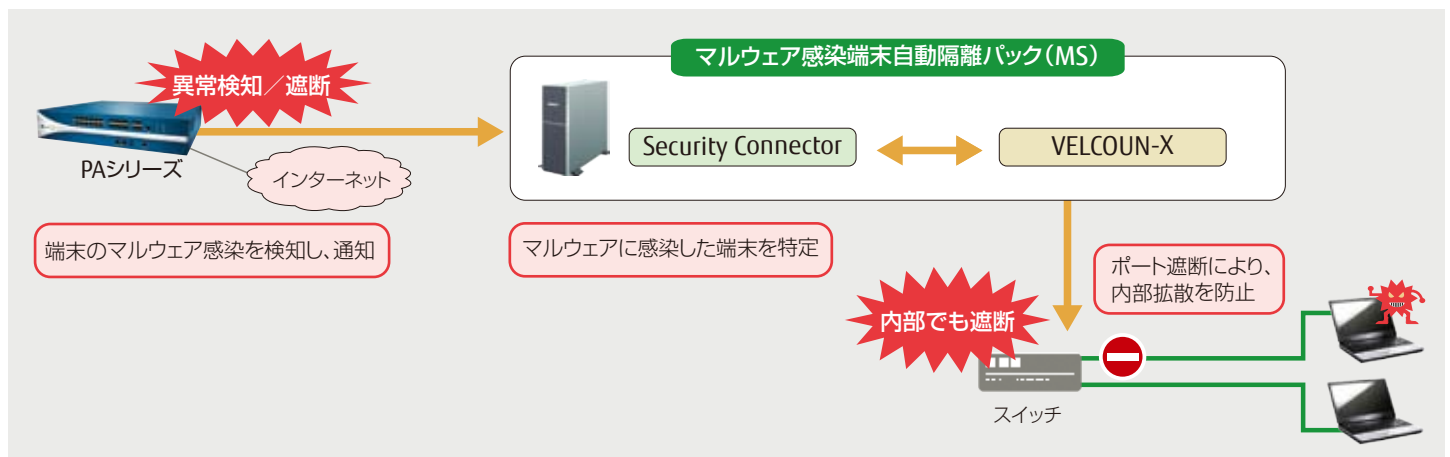 マルウェア感染端末自動隔離パック（MS）
異常検知／遮断
PAシリーズ
インターネット
Security Connector
VELCOUN-X
端末のマルウェア感染を検知し、通知
マルウェアに感染した端末を特定
ポート遮断により、
内部拡散を防止
内部でも遮断
スイッチ